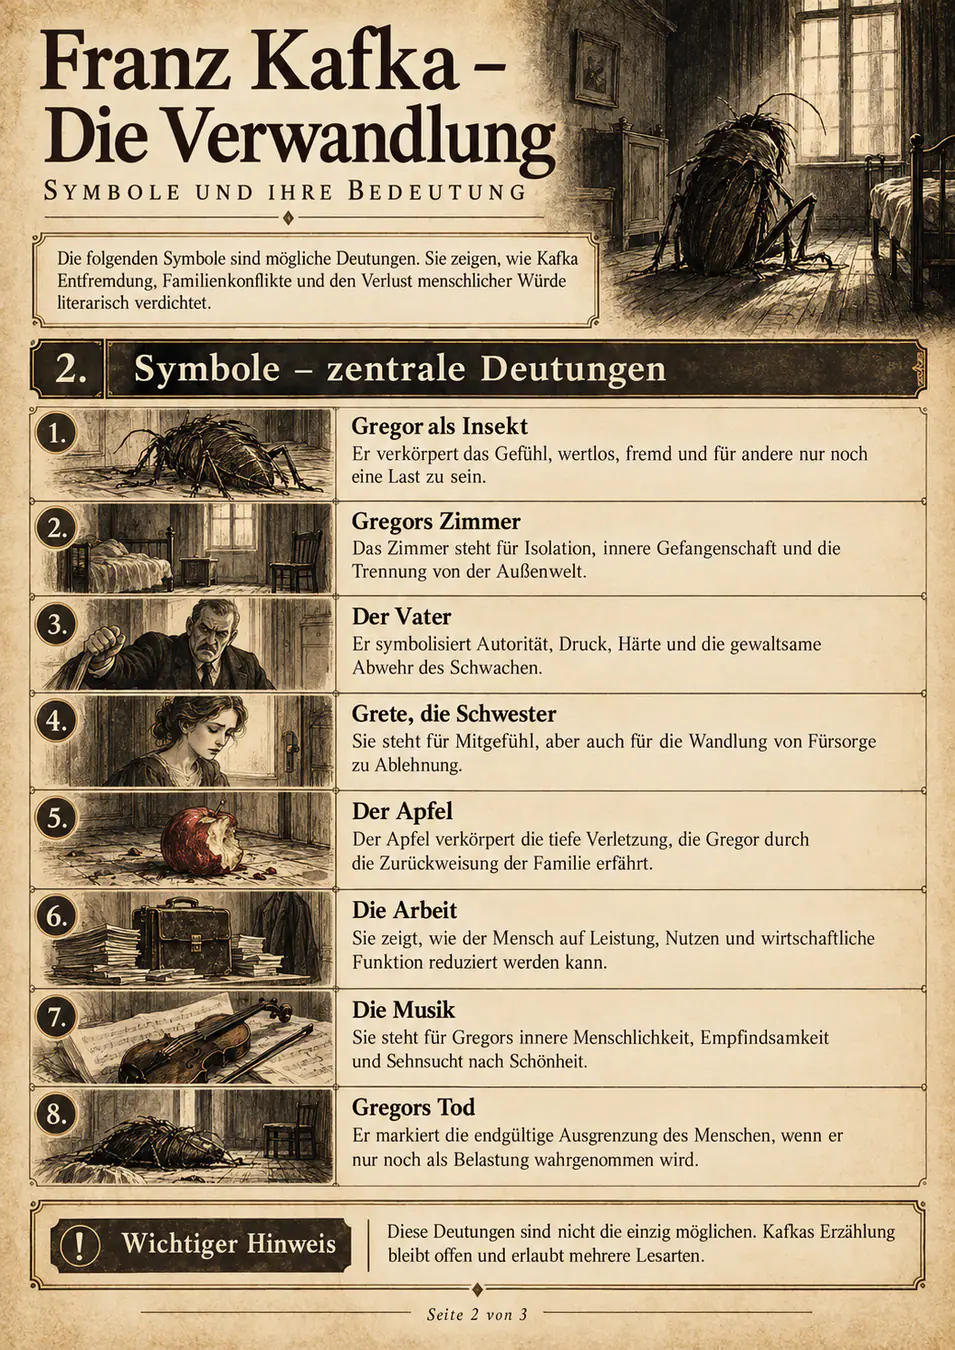 Franz Kafka –
Die Verwandlung
Symbole und ihre Bedeutung
Die folgenden Symbole sind mögliche Deutungen. Sie zeigen, wie Kafka
Entfremdung, Familienkonflikte und den Verlust menschlicher Würde
literarisch verdichtet.
2. Symbole – zentrale Deutungen
1.
Gregor als Insekt
Er verkörpert das Gefühl, wertlos, fremd und für andere nur noch
eine Last zu sein.
2.
Gregors Zimmer
Das Zimmer steht für Isolation, innere Gefangenschaft und die
Trennung von der Außenwelt.
3.
Der Vater
Er symbolisiert Autorität, Druck, Härte und die gewaltsame
Abwehr des Schwachen.
4.
Grete, die Schwester
Sie steht für Mitgefühl, aber auch für die Wandlung von Fürsorge
zu Ablehnung.
5.
Der Apfel
Der Apfel verkörpert die tiefe Verletzung, die Gregor durch
die Zurückweisung der Familie erfährt.
6.
Die Arbeit
Sie zeigt, wie der Mensch auf Leistung, Nutzen und wirtschaftliche
Funktion reduziert werden kann.
7.
Die Musik
Sie steht für Gregors innere Menschlichkeit, Empfindsamkeit
und Sehnsucht nach Schönheit.
8.
Gregors Tod
Er markiert die endgültige Ausgrenzung des Menschen, wenn er
nur noch als Belastung wahrgenommen wird.
! Wichtiger Hinweis
Diese Deutungen sind nicht die einzig möglichen. Kafkas Erzählung
bleibt offen und erlaubt mehrere Lesarten.
Seite 2 von 3